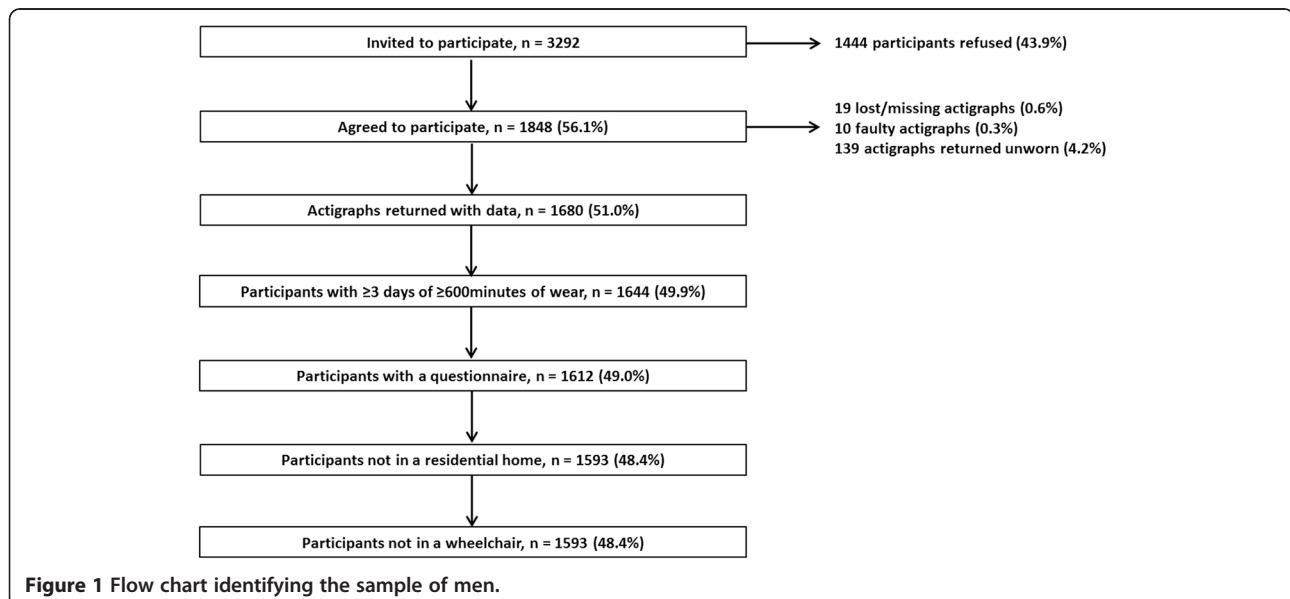 Invited to participate, n = 3292
1444 participants refused (43.9%)
Agreed to participate, n = 1848 (56.1%)
19 lost/missing actigraphs (0.6%)
10 faulty actigraphs (0.3%)
139 actigraphs returned unworn (4.2%)
Actigraphs returned with data, n = 1680 (51.0%)
Participants with ≥3 days of ≥600minutes of wear, n = 1644 (49.9%)
Participants with a questionnaire, n = 1612 (49.0%)
Participants not in a residential home, n = 1593 (48.4%)
Participants not in a wheelchair, n = 1593 (48.4%)
Figure 1 Flow chart identifying the sample of men.